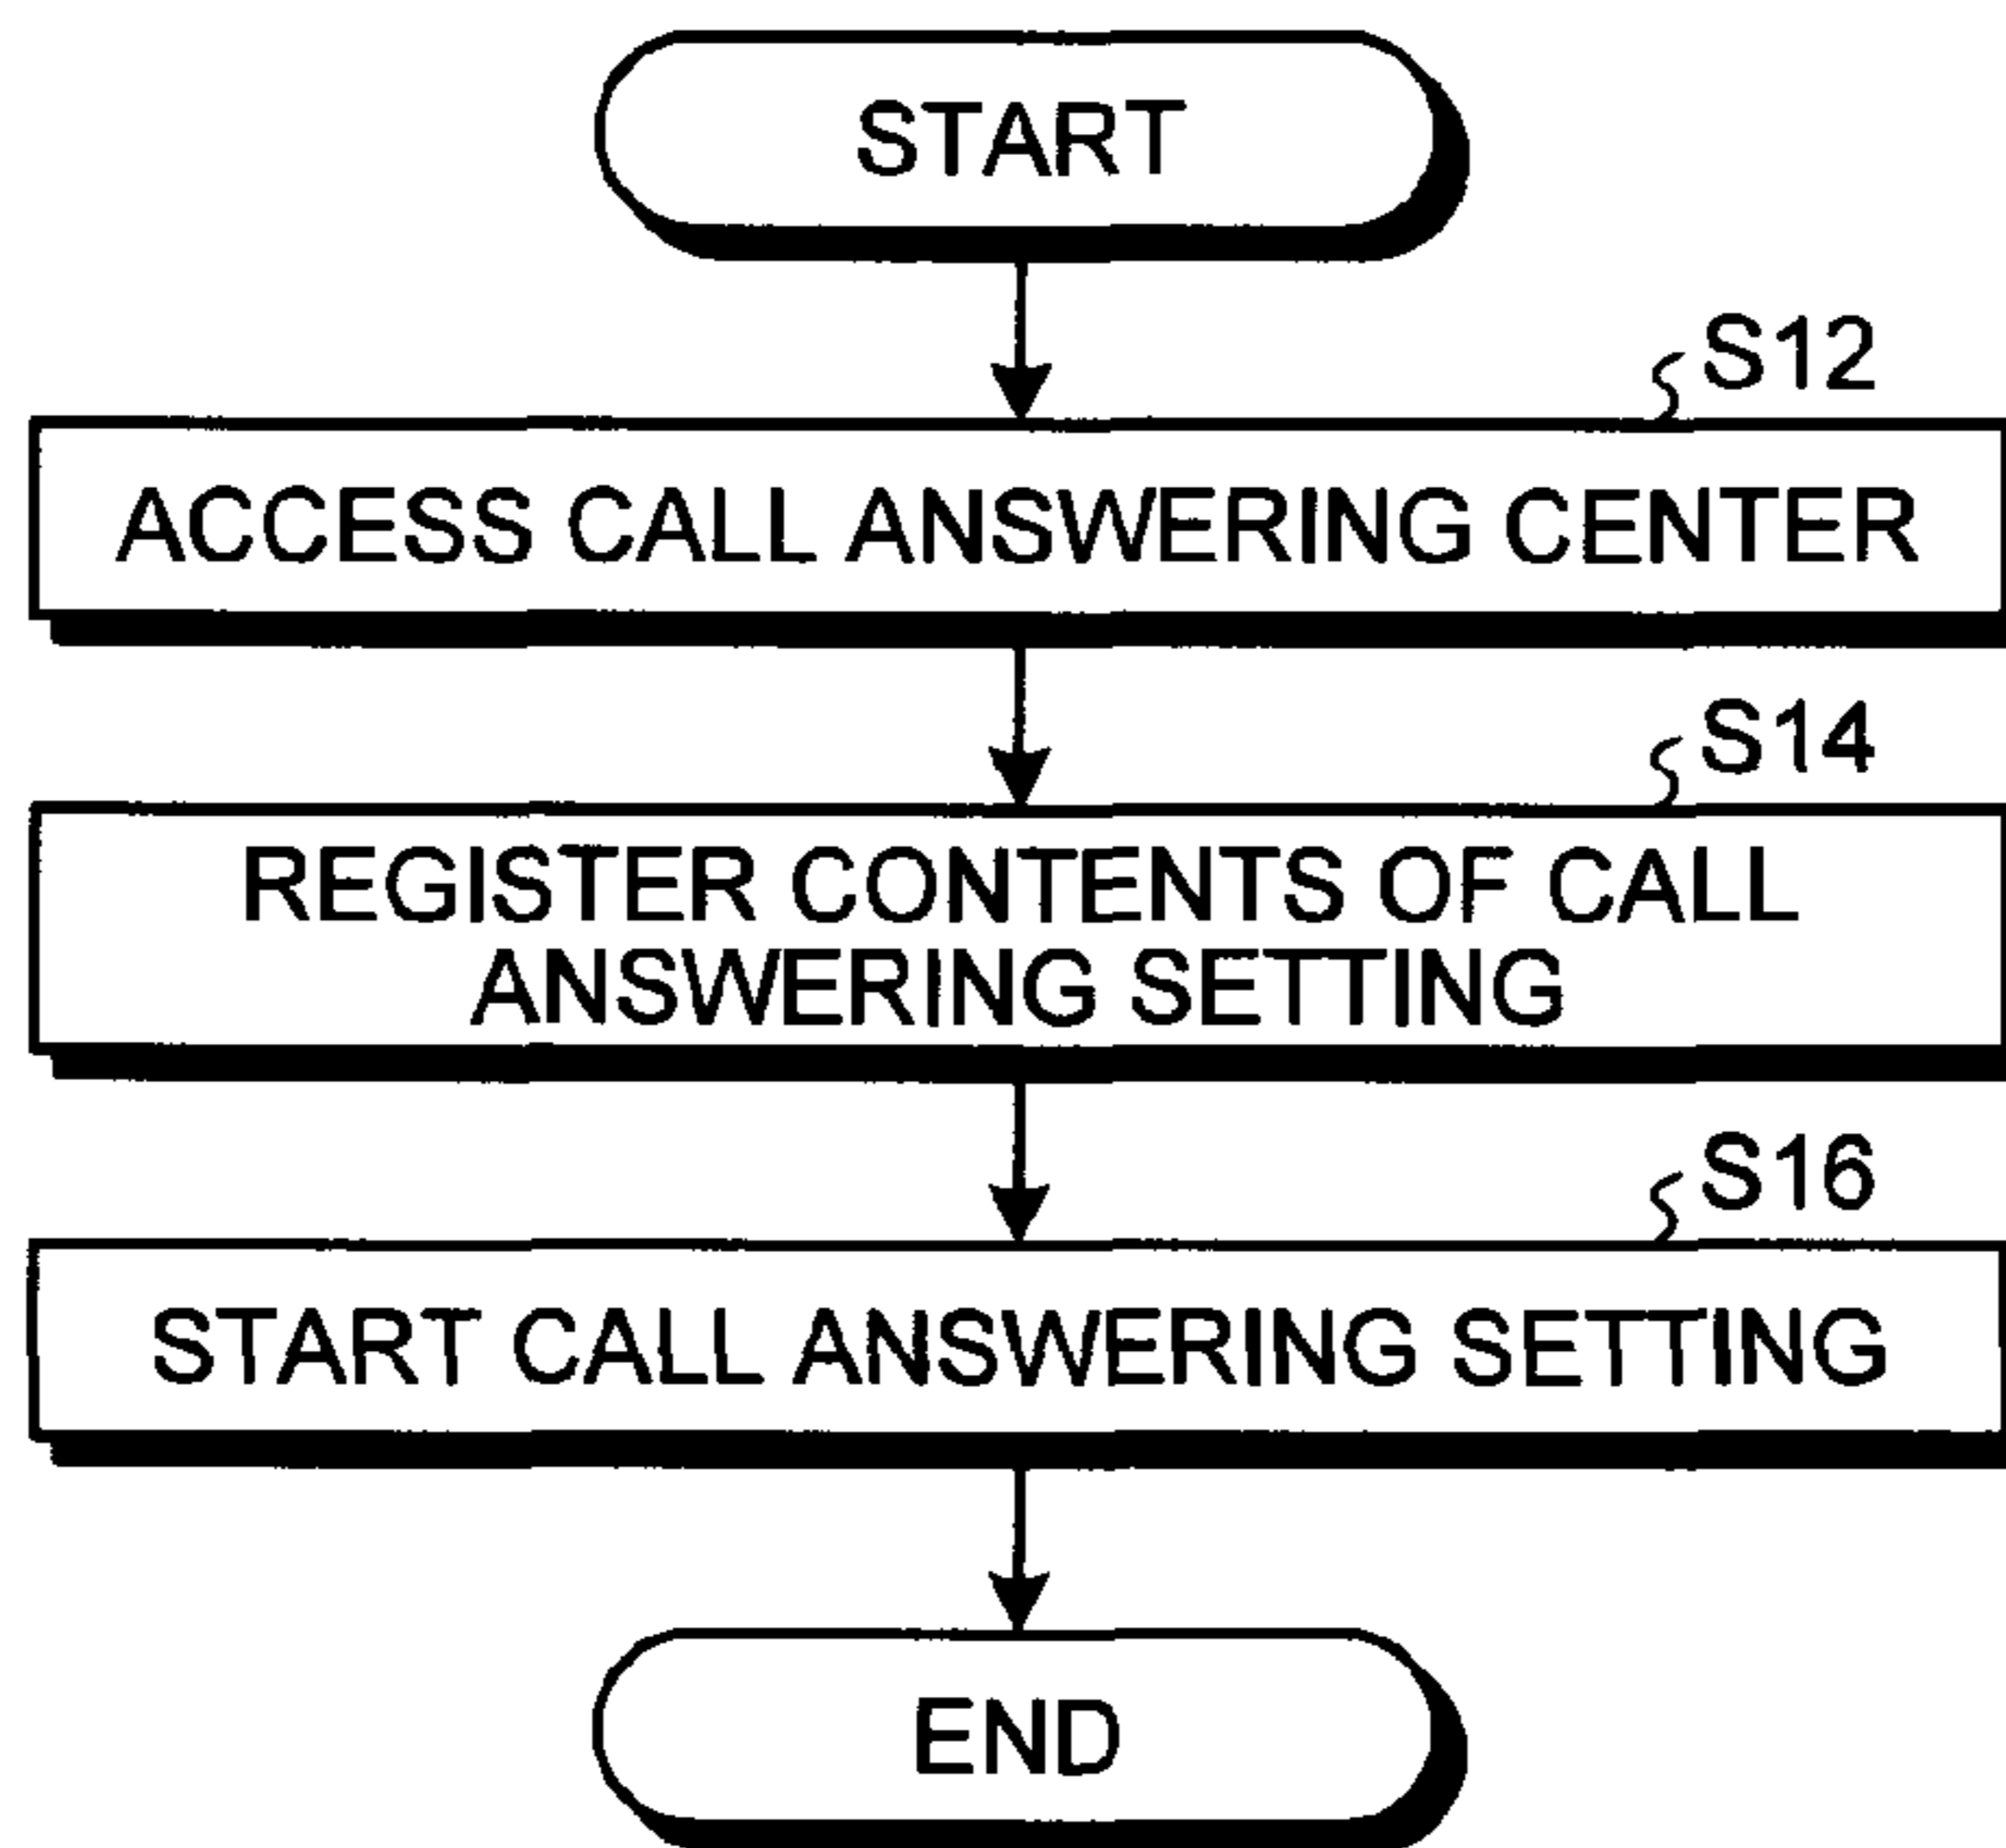 START
S12
ACCESS CALL ANSWERING CENTER
S14
REGISTER CONTENTS OF CALL
ANSWERING SETTING
S16
START CALL ANSWERING SETTING
END